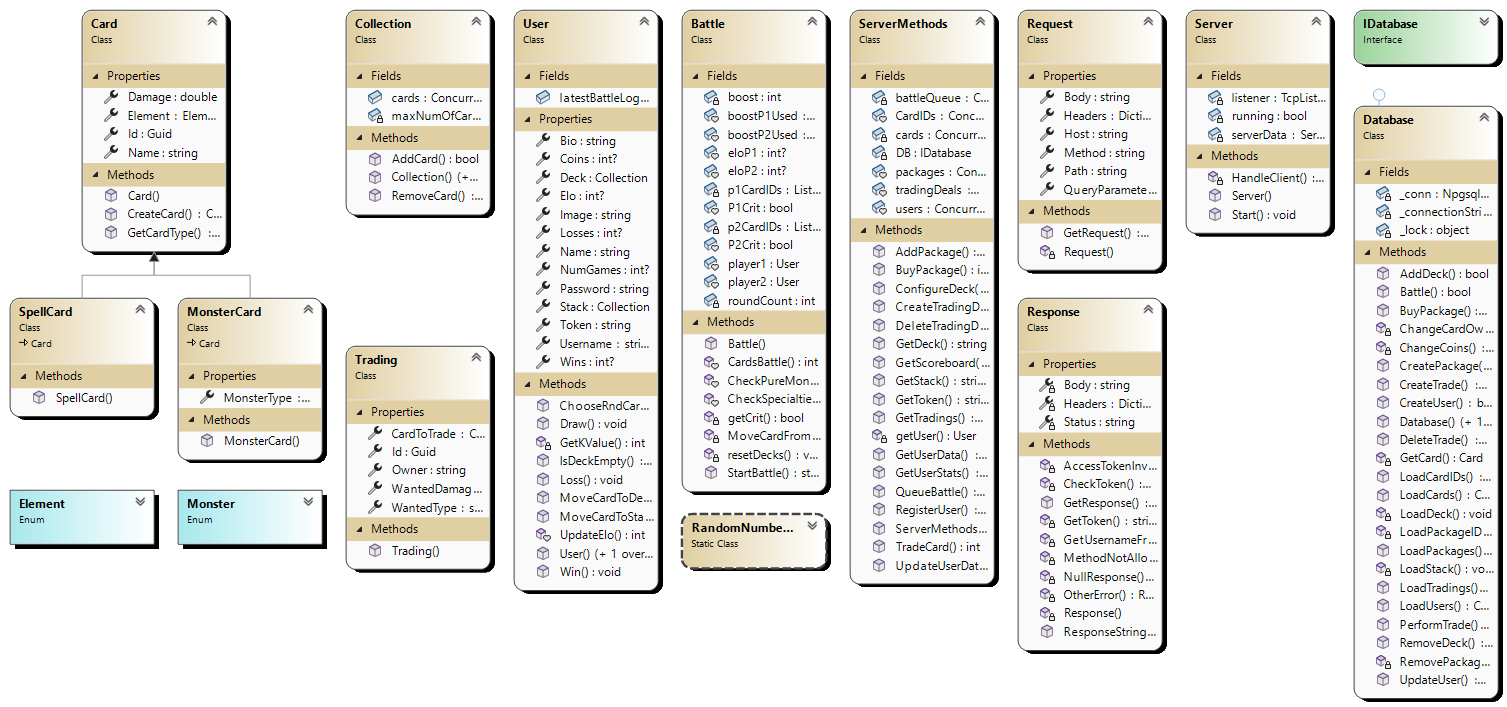 Card
Class
Properties
Damage : double
Element : Elem...
Id : Guid
Name : string
Methods
Card()
CreateCard() : C...
GetCardType() :...
SpellCard
Class
Card
Methods
SpellCard()
MonsterCard
Class
Card
Properties
MonsterType :...
Methods
MonsterCard()
Element
Enum
Monster
Enum
Collection
Class
Fields
cards : Concurr...
maxNumOfCar...
Methods
AddCard() : bool
Collection() (+...
RemoveCard() :...
Trading
Class
Properties
CardToTrade : C...
Id : Guid
Owner : string
WantedDamag...
WantedType : s...
Methods
Trading()
User
Class
Fields
latestBattleLog...
Properties
Bio : string
Coins : int?
Deck : Collection
Elo : int?
Image : string
Losses : int?
Name : string
NumGames : int?
Password : string
Stack : Collection
Token : string
Username : stri...
Wins : int?
Methods
ChooseRndCar...
Draw() : void
GetKValue() : int
IsDeckEmpty() :...
Loss() : void
MoveCardToDe...
MoveCardToSta...
UpdateElo() : int
User() (+ 1 over...
Win() : void
Battle
Class
Fields
boost : int
boostP1Used :...
boostP2Used :...
eloP1 : int?
eloP2 : int?
p1CardIDs : List...
P1Crit : bool
p2CardIDs : List...
P2Crit : bool
player1 : User
player2 : User
roundCount : int
Methods
Battle()
CardsBattle() : int
CheckPureMon...
CheckSpecialtie...
getCrit() : bool
MoveCardFrom...
resetDecks() : v...
StartBattle() : st...
RandomNumbe...
Static Class
ServerMethods
Class
Fields
battleQueue : C...
CardIDs : Conc...
cards : Concurr...
DB : IDatabase
packages : Con...
tradingDeals :...
users : Concurr...
Methods
AddPackage() :...
BuyPackage() : i...
ConfigureDeck(...
CreateTradingD...
DeleteTradingD...
GetDeck() : string
GetScoreboard(...
GetStack() : stri...
GetToken() : stri...
GetTradings() :...
getUser() : User
GetUserData() :...
GetUserStats() :...
QueueBattle() :...
RegisterUser() :...
ServerMethods...
TradeCard() : int
UpdateUserDat...
Request
Class
Properties
Body : string
Headers : Dicti...
Host : string
Method : string
Path : string
QueryParamete...
Methods
GetRequest() :...
Request()
Response
Class
Properties
Body : string
Headers : Dicti...
Status : string
Methods
AccessTokenInv...
CheckToken() :...
GetResponse() :...
GetToken() : stri...
GetUsernameFr...
MethodNotAllo...
NullResponse()...
OtherError() : R...
Response()
ResponseString...
Server
Class
Fields
listener : TcpList...
running : bool
serverData : Ser...
Methods
HandleClient() :...
Server()
Start() : void
IDatabase
Interface
Database
Class
Fields
_conn : Npgsql...
_connectionStri...
_lock : object
Methods
AddDeck() : bool
Battle() : bool
BuyPackage() :...
ChangeCardOw...
ChangeCoins() :...
CreatePackage(...
CreateTrade() :...
CreateUser() : b...
Database() (+ 1...
DeleteTrade() :...
GetCard() : Card
LoadCardIDs() :...
LoadCards() : C...
LoadDeck() : void
LoadPackageID...
LoadPackages()...
LoadStack() : vo...
LoadTradings()...
LoadUsers() : C...
PerformTrade()...
RemoveDeck() :...
RemovePackag...
UpdateUser() :...